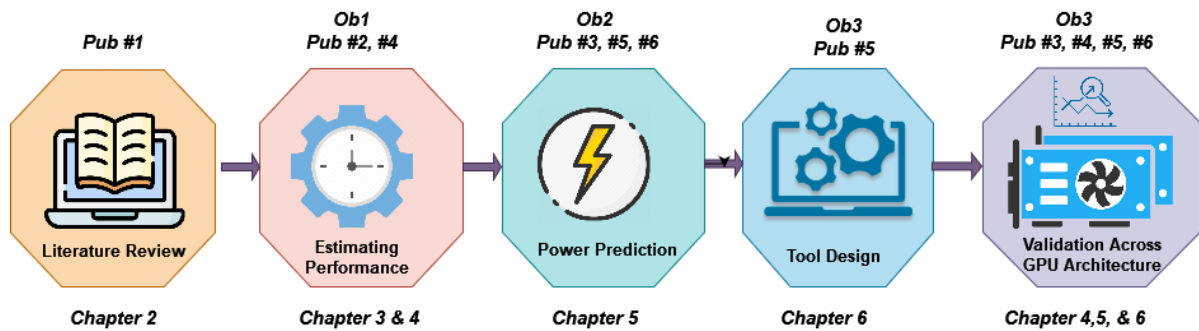 Pub #1
Ob1
Pub #2, #4
Ob2
Pub #3, #5, #6
Ob3
Pub #5
Ob3
Pub #3, #4, #5, #6
Literature Review
Estimating
Performance
Power Prediction
Tool Design
Validation Across
GPU Architecture
Chapter 2
Chapter 3 & 4
Chapter 5
Chapter 6
Chapter 4,5, & 6